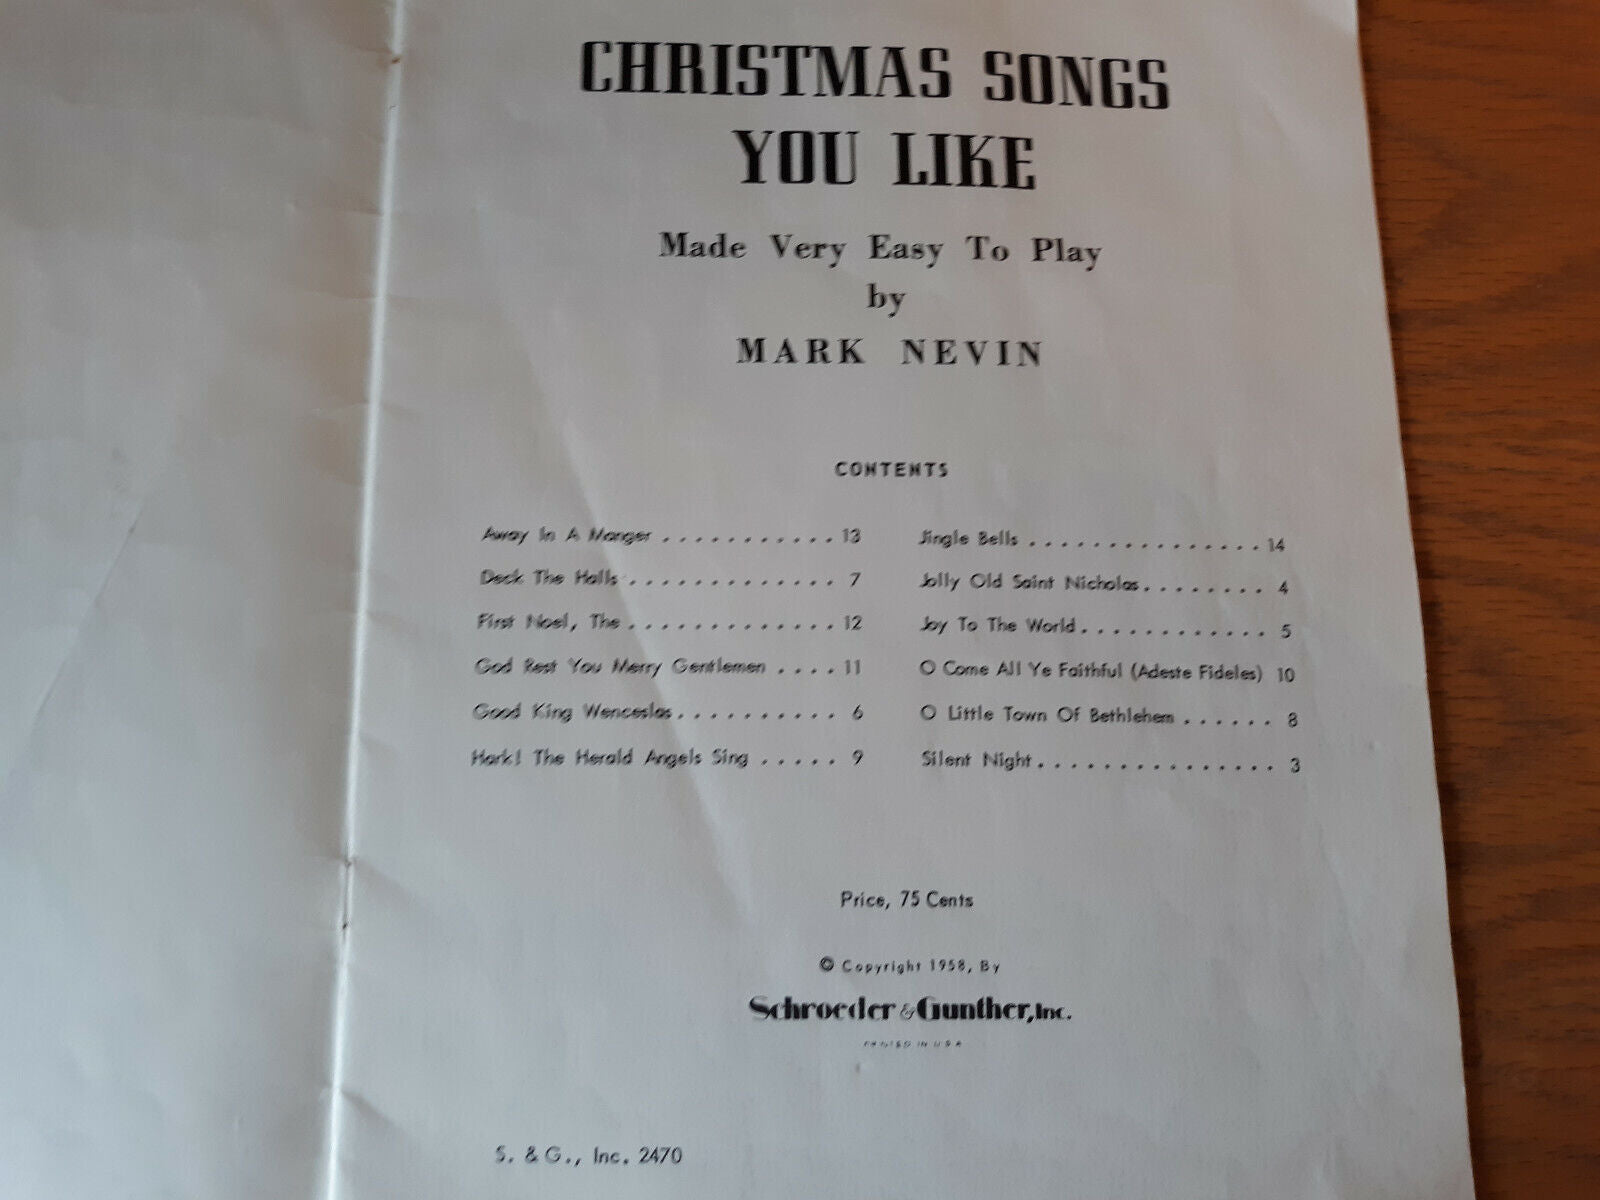 CHRISTMAS SONGS
YOU LIKE
Made Very Easy To Play
by
MARK NEVIN
CONTENTS
Away In A Manger . . . . . . . . . . . 13
Deck The Halls . . . . . . . . . . . . . 7
First Noel, The . . . . . . . . . . . . . 12
God Rest You Merry Gentlemen . . . . 11
Good King Wenceslas . . . . . . . . . . 6
Hark! The Herald Angels Sing . . . . . 9
Jingle Bells . . . . . . . . . . . . . . . 14
Jolly Old Saint Nicholas . . . . . . . . 4
Joy To The World . . . . . . . . . . . . 5
O Come All Ye Faithful (Adeste Fideles) 10
O Little Town Of Bethlehem . . . . . . 8
Silent Night . . . . . . . . . . . . . . . 3
Price, 75 Cents
© Copyright 1958, By
Schroeder & Gunther, Inc.
PRINTED IN U S A
S. & G., Inc. 2470